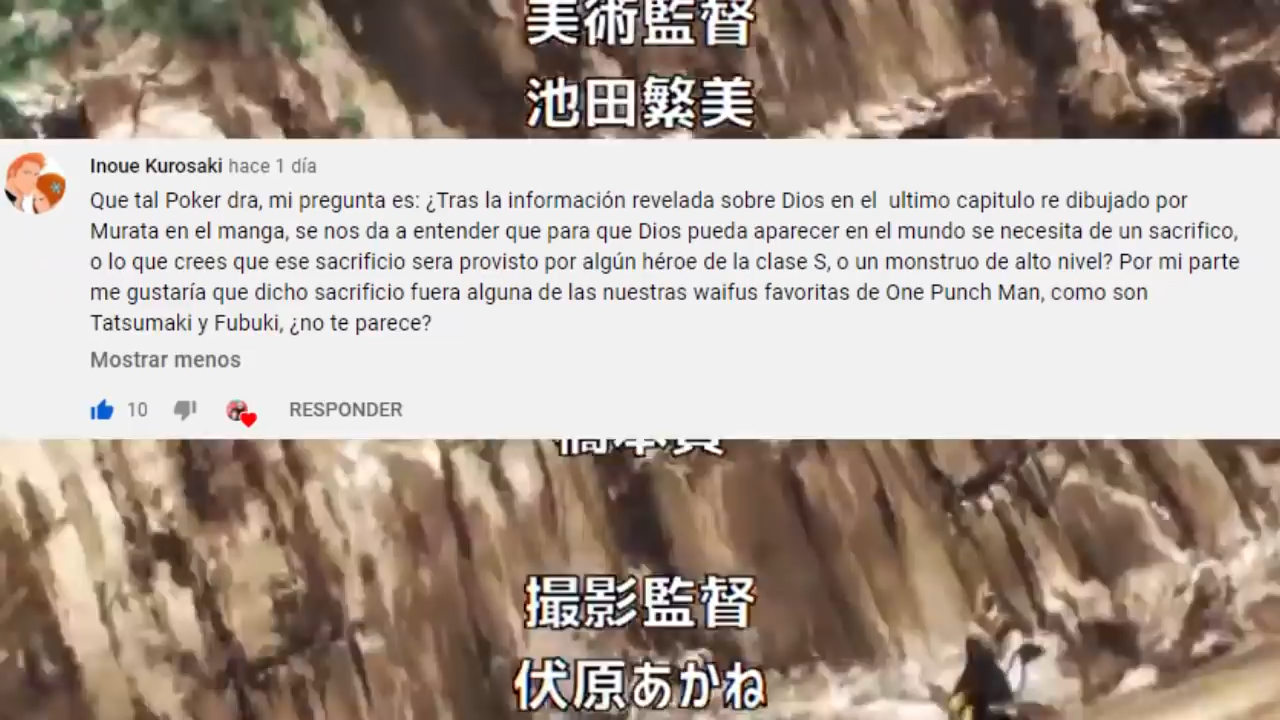 美術監督
池田繁美
Inoue Kurosaki hace 1 día
Que tal Poker dra, mi pregunta es: ¿Tras la información revelada sobre Dios en el  ultimo capitulo re dibujado por
Murata en el manga, se nos da a entender que para que Dios pueda aparecer en el mundo se necesita de un sacrifico,
o lo que crees que ese sacrificio sera provisto por algún héroe de la clase S, o un monstruo de alto nivel? Por mi parte
me gustaría que dicho sacrificio fuera alguna de las nuestras waifus favoritas de One Punch Man, como son
Tatsumaki y Fubuki, ¿no te parece?
Mostrar menos
10 RESPONDER
撮影監督
伏原あかね